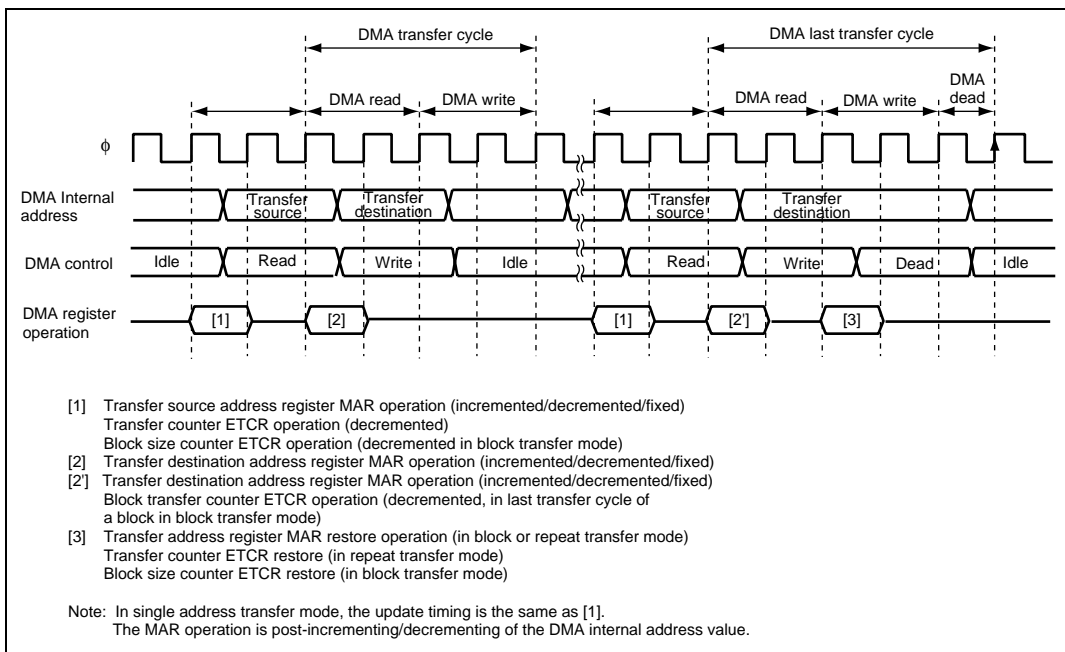 DMA transfer cycle
DMA last transfer cycle
DMA read
DMA write
DMA read
DMA write
DMA
dead
ϕ
DMA Internal
address
Transfer
source
Transfer
destination
Transfer
source
Transfer
destination
DMA control
Idle
Read
Write
Idle
Read
Write
Dead
Idle
DMA register
operation
[1]
[2]
[1]
[2']
[3]
[1] Transfer source address register MAR operation (incremented/decremented/fixed)
Transfer counter ETCR operation (decremented)
Block size counter ETCR operation (decremented in block transfer mode)
[2] Transfer destination address register MAR operation (incremented/decremented/fixed)
[2'] Transfer destination address register MAR operation (incremented/decremented/fixed)
Block transfer counter ETCR operation (decremented, in last transfer cycle of
a block in block transfer mode)
[3] Transfer address register MAR restore operation (in block or repeat transfer mode)
Transfer counter ETCR restore (in repeat transfer mode)
Block size counter ETCR restore (in block transfer mode)
Note: In single address transfer mode, the update timing is the same as [1].
The MAR operation is post-incrementing/decrementing of the DMA internal address value.